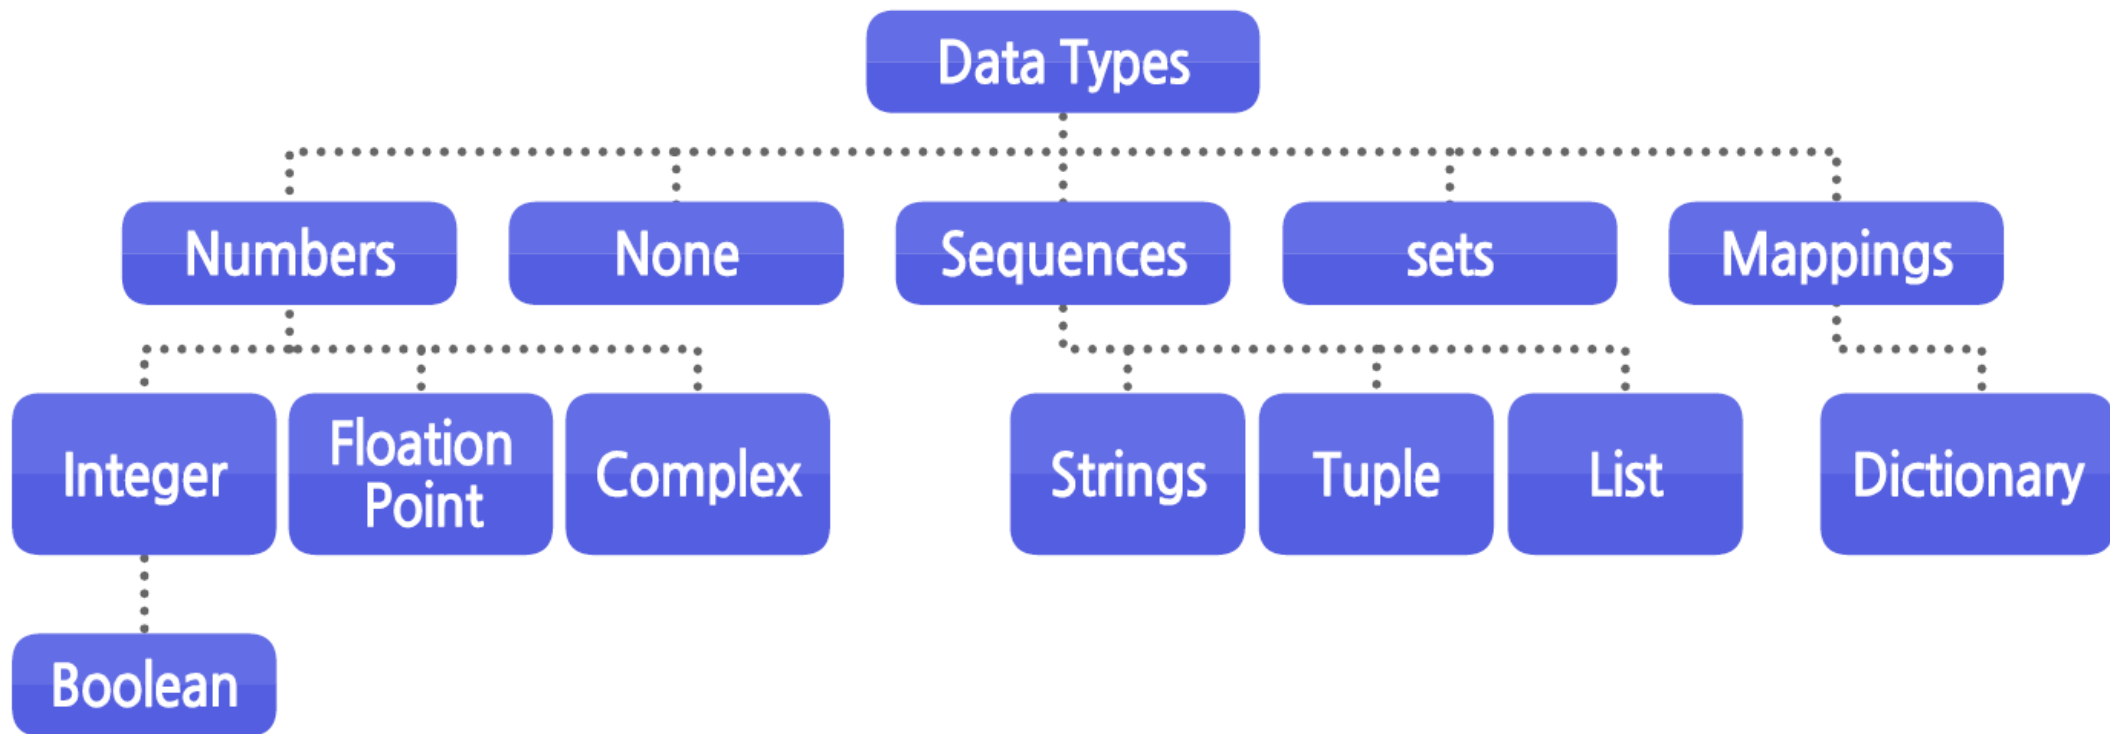 Data Types
Numbers
None
Sequences
sets
Mappings
Integer
Floation
Point
Complex
Strings
Tuple
List
Dictionary
Boolean